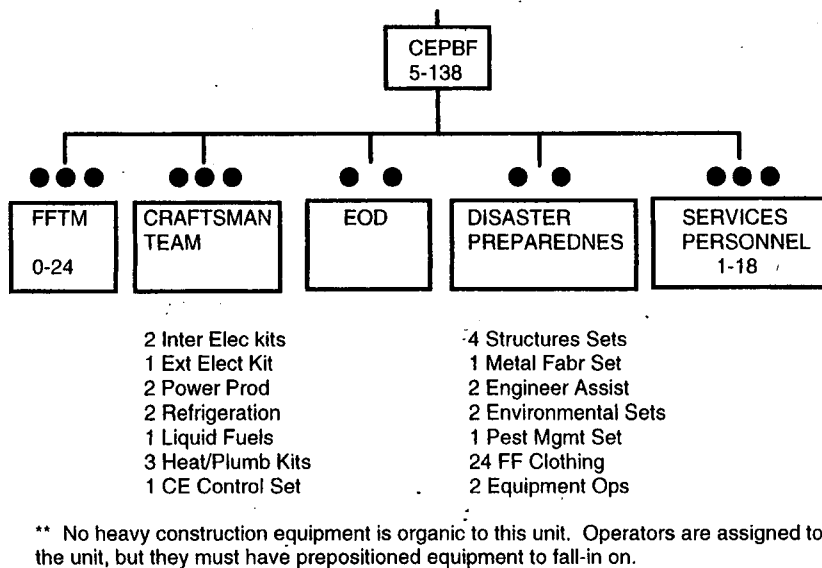 CEPBF
5-138
FFTM
0-24
CRAFTSMAN
TEAM
EOD
DISASTER
PREPAREDNES
SERVICES
PERSONNEL
1-18
2 Inter Elec kits
1 Ext Elect Kit
2 Power Prod
2 Refrigeration
1 Liquid Fuels
3 Heat/Plumb Kits
1 CE Control Set
4 Structures Sets
1 Metal Fabr Set
2 Engineer Assist
2 Environmental Sets
1 Pest Mgmt Set
24 FF Clothing
2 Equipment Ops
** No heavy construction equipment is organic to this unit. Operators are assigned to
the unit, but they must have prepositioned equipment to fall-in on.